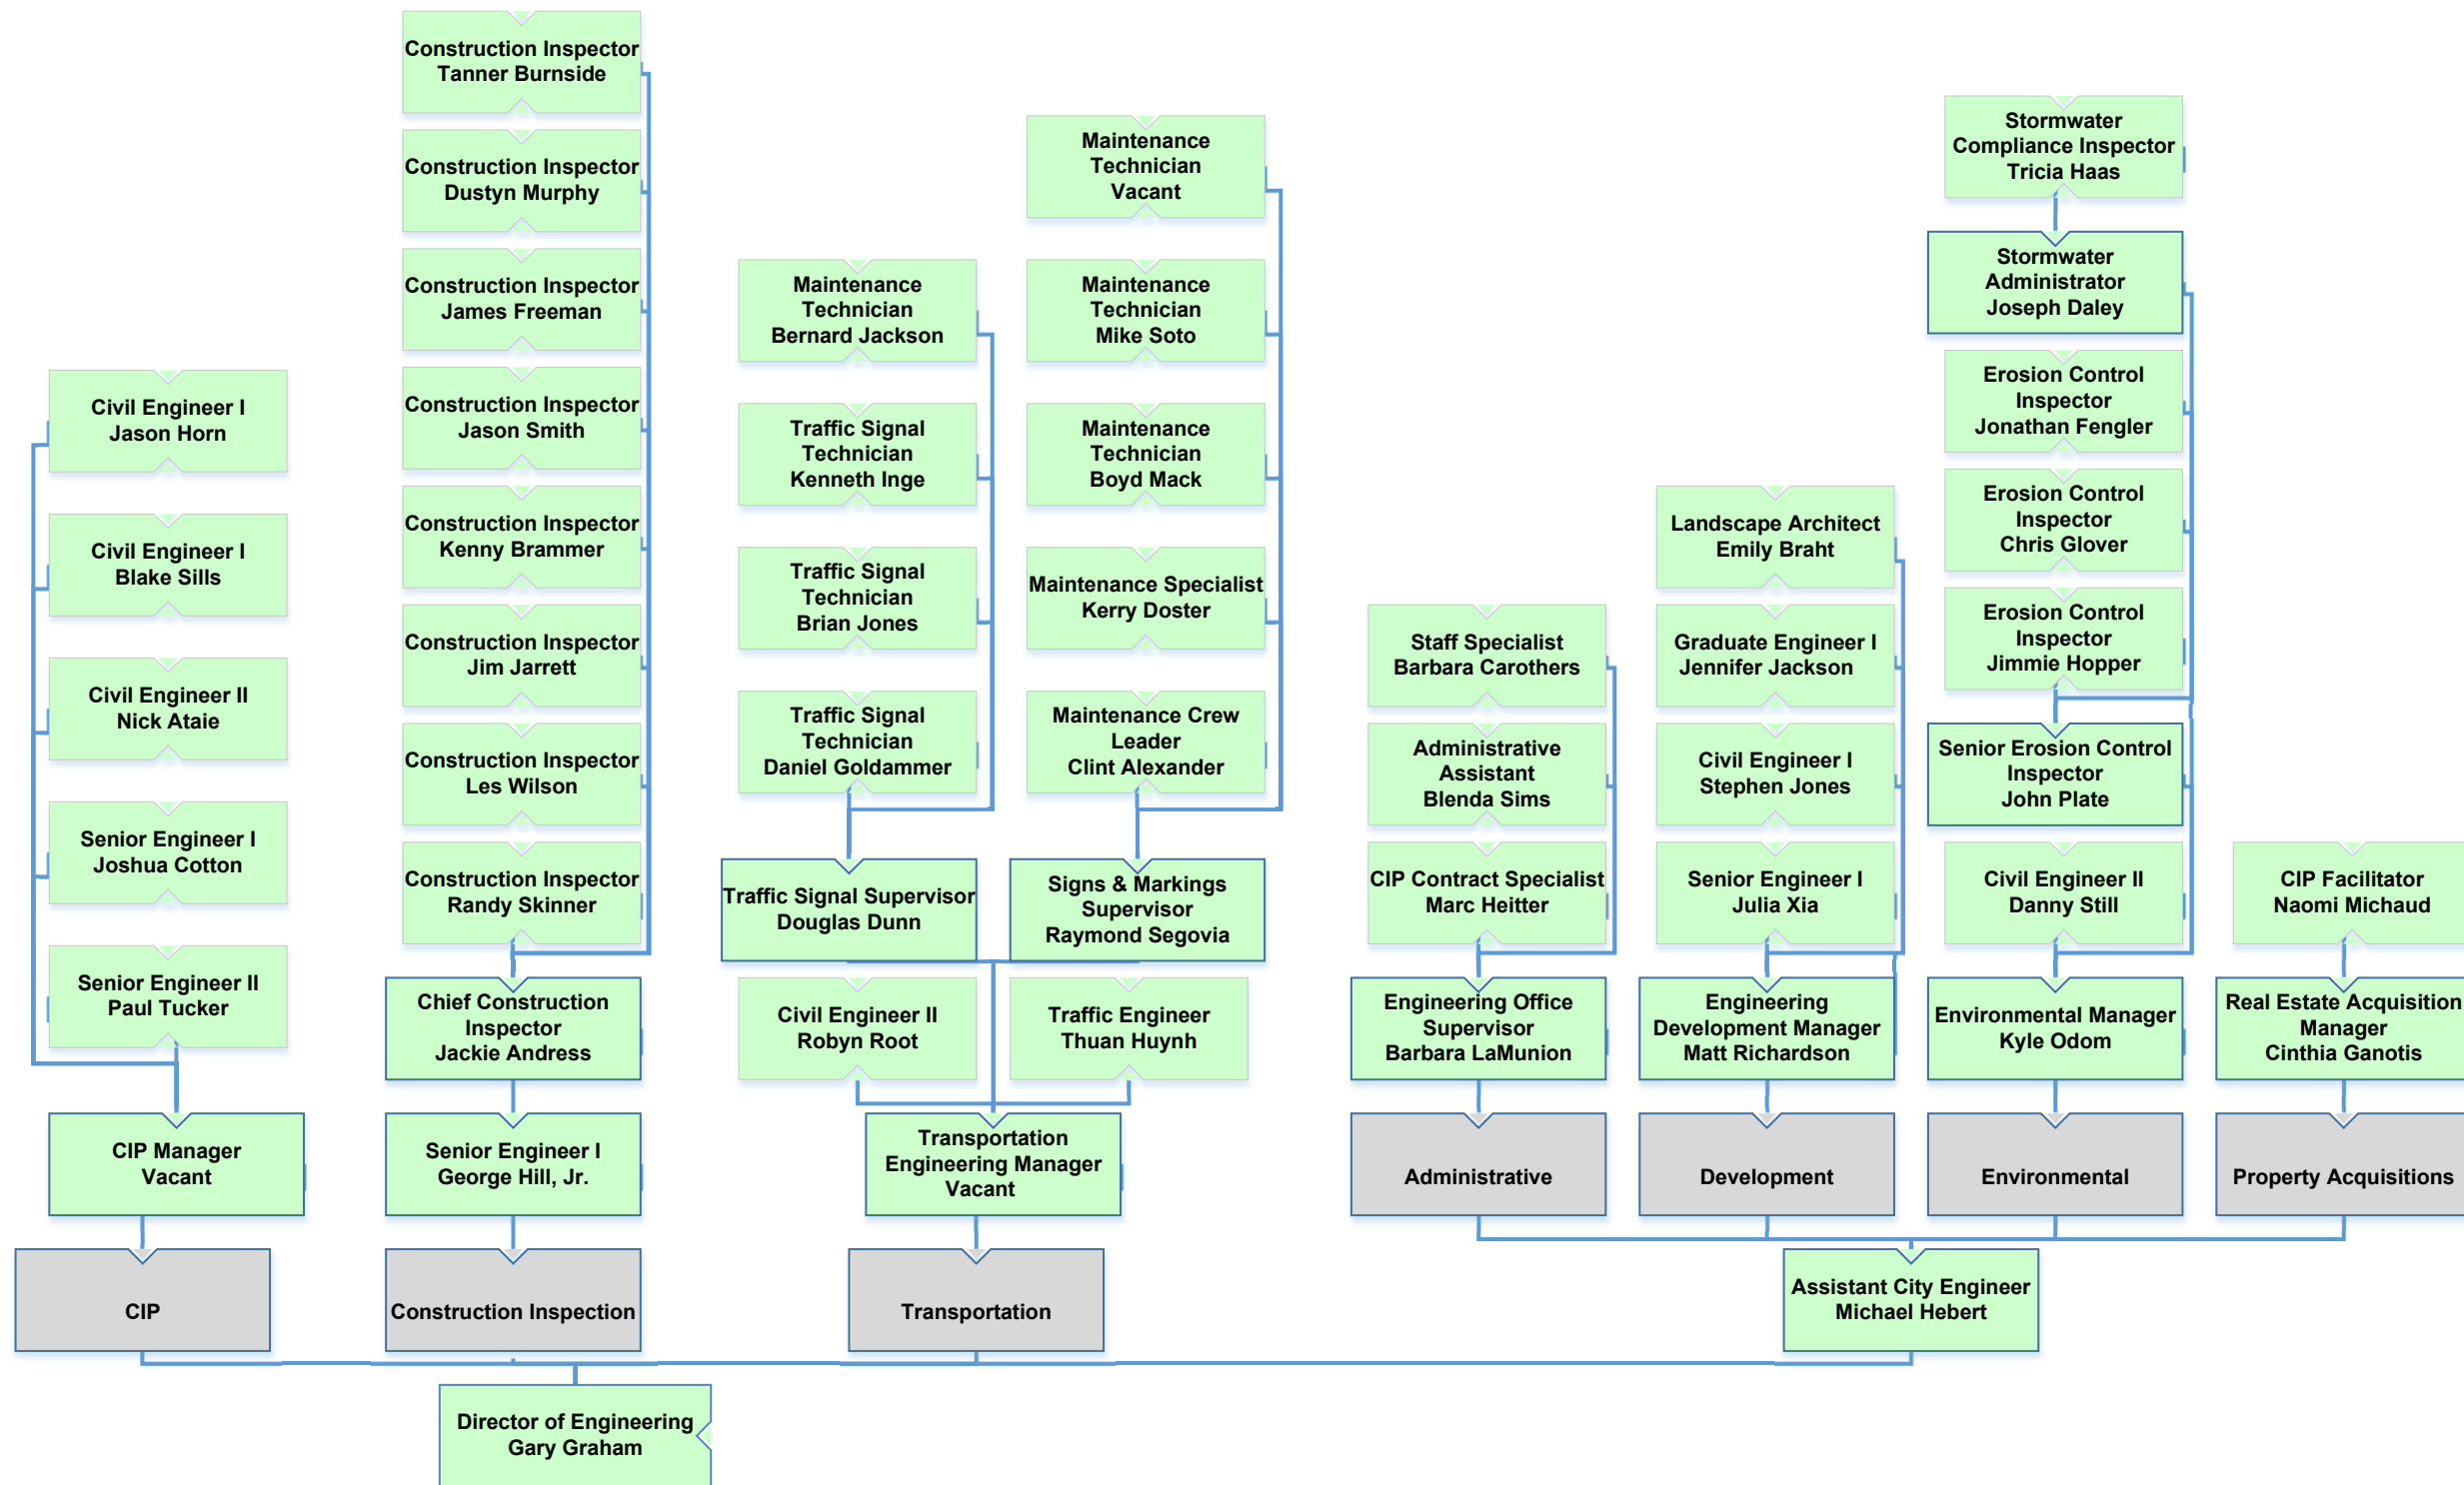 Construction Inspector
Tanner Burnside
Construction Inspector
Dustyn Murphy
Construction Inspector
James Freeman
Construction Inspector
Jason Smith
Construction Inspector
Kenny Brammer
Construction Inspector
Jim Jarrett
Construction Inspector
Les Wilson
Construction Inspector
Randy Skinner
Chief Construction
Inspector
Jackie Andress
Senior Engineer I
George Hill, Jr.
Construction Inspection
Civil Engineer I
Jason Horn
Civil Engineer I
Blake Sills
Civil Engineer II
Nick Ataie
Senior Engineer I
Joshua Cotton
Senior Engineer II
Paul Tucker
CIP Manager
Vacant
CIP
Maintenance
Technician
Bernard Jackson
Traffic Signal
Technician
Kenneth Inge
Traffic Signal
Technician
Brian Jones
Traffic Signal
Technician
Daniel Goldammer
Traffic Signal Supervisor
Douglas Dunn
Maintenance
Technician
Vacant
Maintenance
Technician
Mike Soto
Maintenance
Technician
Boyd Mack
Maintenance Specialist
Kerry Doster
Maintenance Crew
Leader
Clint Alexander
Signs & Markings
Supervisor
Raymond Segovia
Civil Engineer II
Robyn Root
Traffic Engineer
Thuan Huynh
Transportation
Engineering Manager
Vacant
Transportation
Staff Specialist
Barbara Carothers
Administrative
Assistant
Blenda Sims
CIP Contract Specialist
Marc Heitter
Engineering Office
Supervisor
Barbara LaMunion
Administrative
Landscape Architect
Emily Braht
Graduate Engineer I
Jennifer Jackson
Civil Engineer I
Stephen Jones
Senior Engineer I
Julia Xia
Engineering
Development Manager
Matt Richardson
Development
Stormwater
Compliance Inspector
Tricia Haas
Stormwater
Administrator
Joseph Daley
Erosion Control
Inspector
Jonathan Fengler
Erosion Control
Inspector
Chris Glover
Erosion Control
Inspector
Jimmie Hopper
Senior Erosion Control
Inspector
John Plate
Civil Engineer II
Danny Still
Environmental Manager
Kyle Odom
Environmental
CIP Facilitator
Naomi Michaud
Real Estate Acquisition
Manager
Cinthia Ganotis
Property Acquisitions
Assistant City Engineer
Michael Hebert
Director of Engineering
Gary Graham